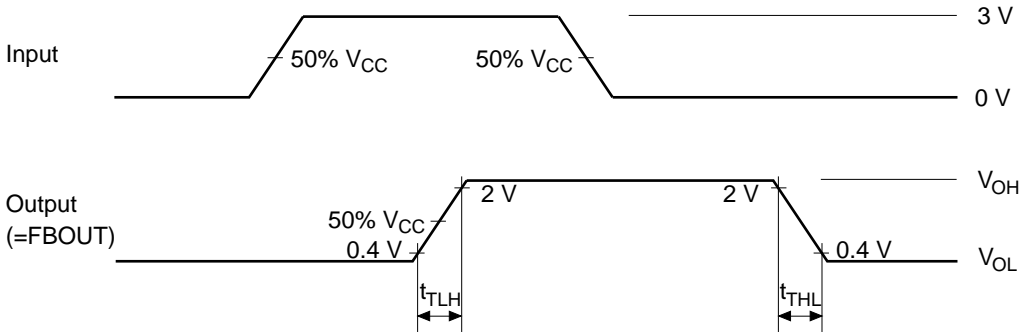 3 V
Input
50% VCC
50% VCC
0 V
Output
(=FBOUT)
2 V
2 V
VOH
50% VCC
0.4 V
0.4 V
VOL
tTLH
tTHL